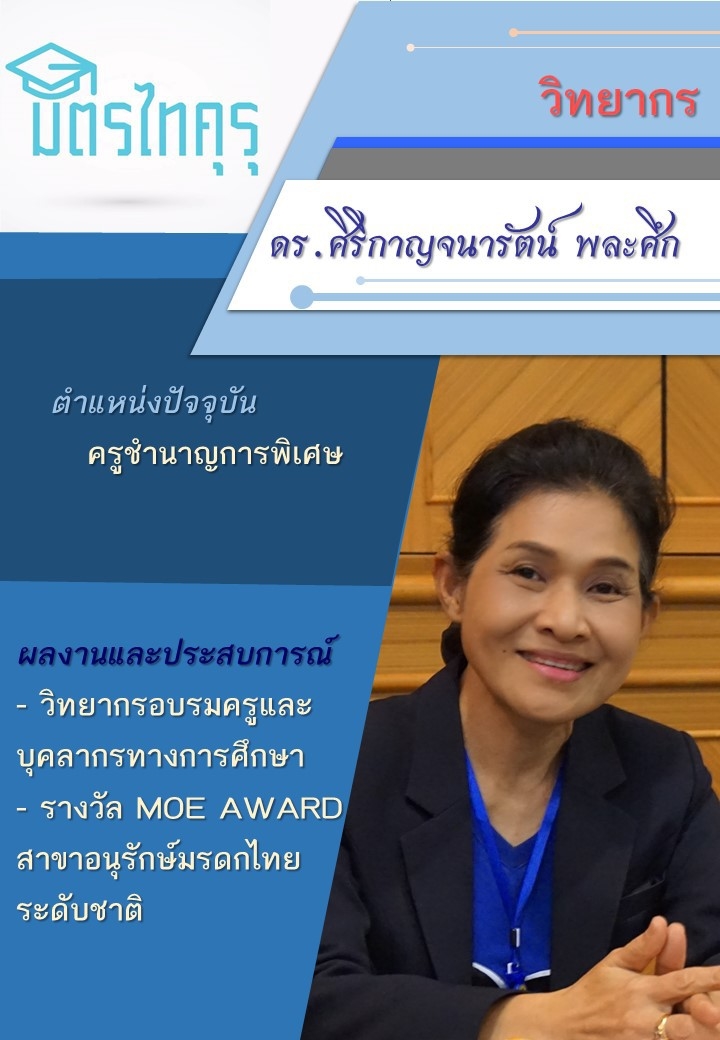 มิตรไทคุรุ
วิทยากร
ดร.ศิริกาญจนารัตน์ พละศึก
ตำแหน่งปัจจุบัน
ครูชำนาญการพิเศษ
ผลงานและประสบการณ์
- วิทยากรอบรมครูและ
บุคลากรทางการศึกษา
- รางวัล MOE AWARD
สาขาอนุรักษ์มรดกไทย
ระดับชาติ